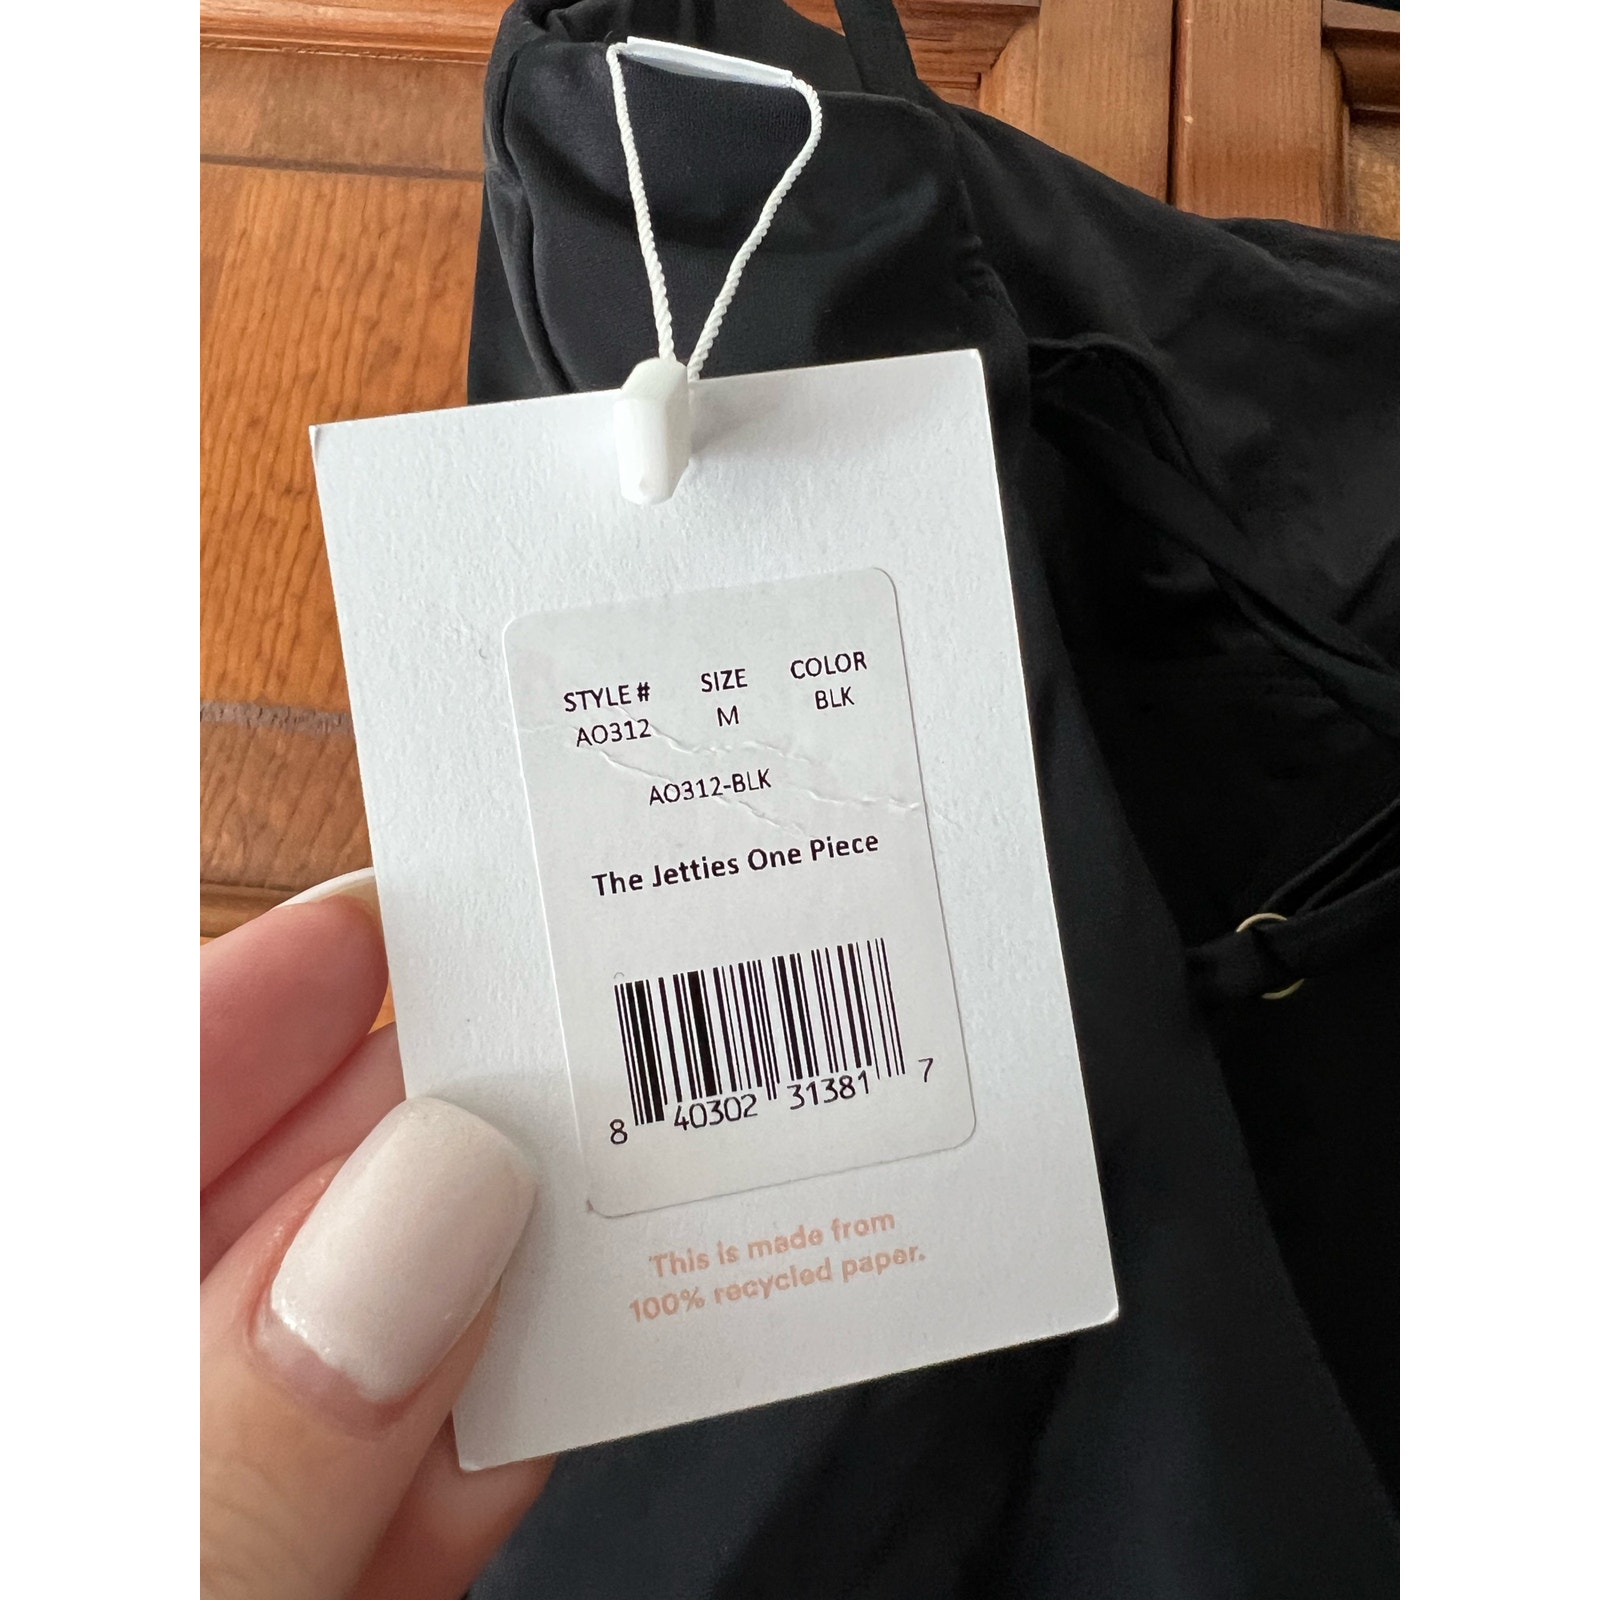 STYLE # SIZE COLOR
AO312 M BLK
AO312-BLK
The Jetties One Piece
8 40302 31381 7
This is made from
100% recycled paper.